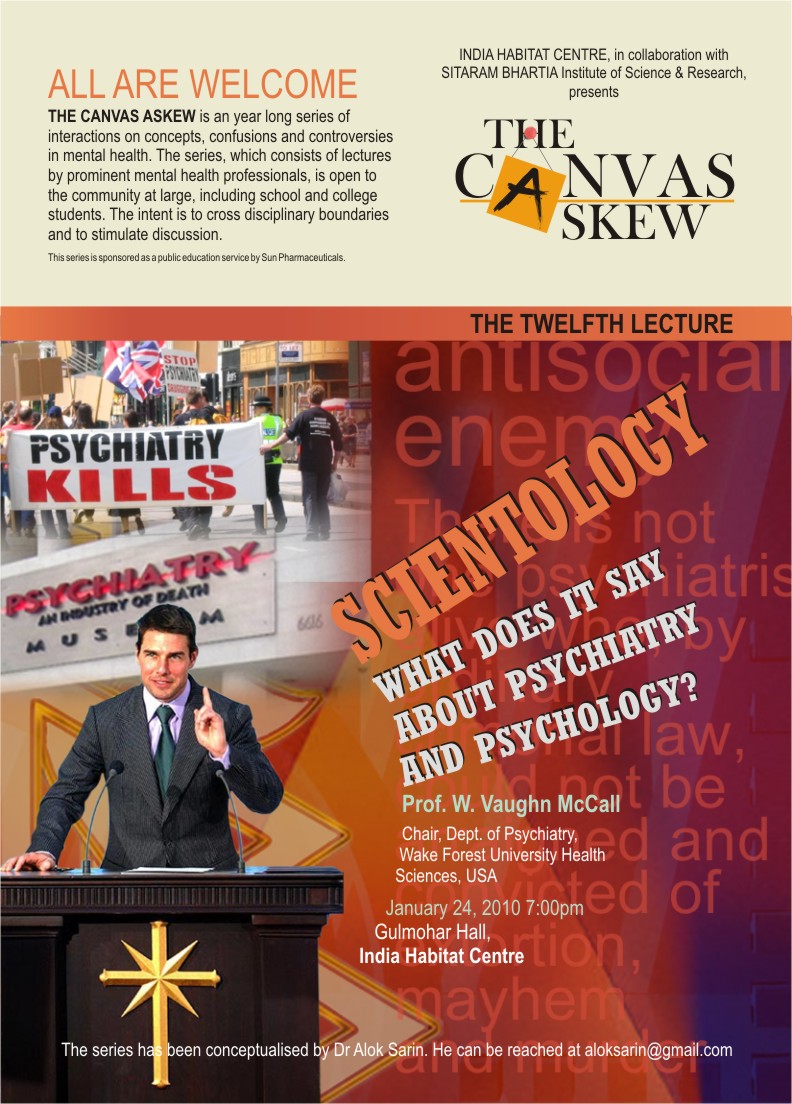 ALL ARE WELCOME
THE CANVAS ASKEW is an year long series of
interactions on concepts, confusions and controversies
in mental health. The series, which consists of lectures
by prominent mental health professionals, is open to
the community at large, including school and college
students. The intent is to cross disciplinary boundaries
and to stimulate discussion.
This series is sponsored as a public education service by Sun Pharmaceuticals.
INDIA HABITAT CENTRE, in collaboration with
SITARAM BHARTIA Institute of Science & Research,
presents
THE
CANVAS
ASKEW
THE TWELFTH LECTURE
STOP
PSYCHIATRY
PSYCHIATRY
KILLS
PSYCHIATRY
AN INDUSTRY OF DEATH
MUSEUM
6616
antisocial
enemy
There is not
psychiatris
alive who by
law,
not be
and
convicted of
extortion,
mayhem
and murder
SCIENTOLOGY
WHAT DOES IT SAY
ABOUT PSYCHIATRY
AND PSYCHOLOGY?
Prof. W. Vaughn McCall
Chair, Dept. of Psychiatry,
Wake Forest University Health
Sciences, USA
January 24, 2010 7:00pm
Gulmohar Hall,
India Habitat Centre
The series has been conceptualised by Dr Alok Sarin. He can be reached at aloksarin@gmail.com